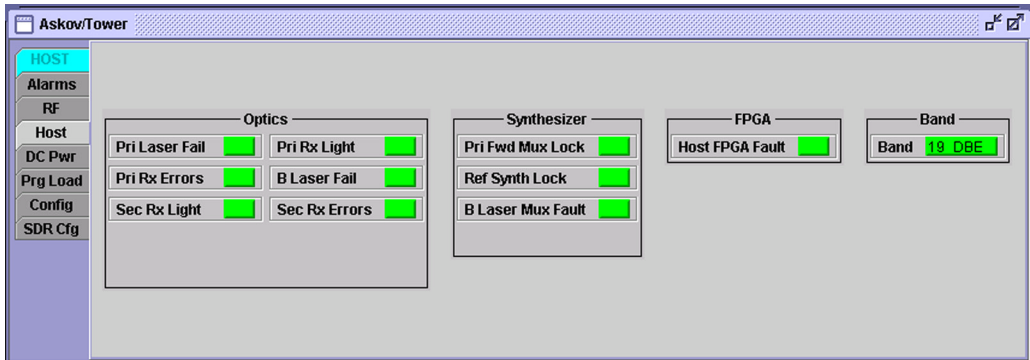 Askov/Tower
HOST
Alarms
RF
Host
DC Pwr
Prg Load
Config
SDR Cfg
Optics
Pri Laser Fail
Pri Rx Light
Pri Rx Errors
B Laser Fail
Sec Rx Light
Sec Rx Errors
Synthesizer
Pri Fwd Mux Lock
Ref Synth Lock
B Laser Mux Fault
FPGA
Host FPGA Fault
Band
Band 19 DBE